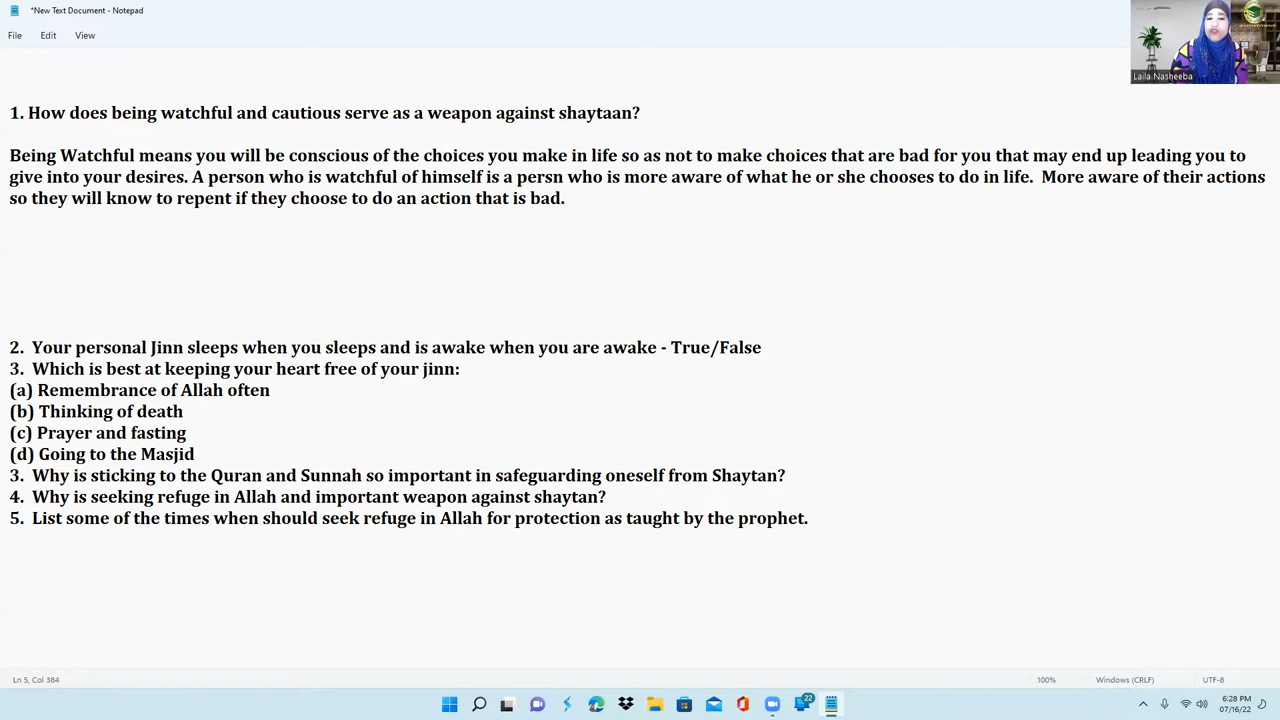 *New Text Document - Notepad
File Edit View
Laila Nasheeba
1. How does being watchful and cautious serve as a weapon against shaytaan?
Being Watchful means you will be conscious of the choices you make in life so as not to make choices that are bad for you that may end up leading you to
give into your desires. A person who is watchful of himself is a persn who is more aware of what he or she chooses to do in life.  More aware of their actions
so they will know to repent if they choose to do an action that is bad.
2.  Your personal Jinn sleeps when you sleeps and is awake when you are awake - True/False
3.  Which is best at keeping your heart free of your jinn:
(a) Remembrance of Allah often
(b) Thinking of death
(c) Prayer and fasting
(d) Going to the Masjid
3.  Why is sticking to the Quran and Sunnah so important in safeguarding oneself from Shaytan?
4.  Why is seeking refuge in Allah and important weapon against shaytan?
5.  List some of the times when should seek refuge in Allah for protection as taught by the prophet.
Ln 5, Col 384 100% Windows (CRLF) UTF-8
22
6:28 PM
07/16/22